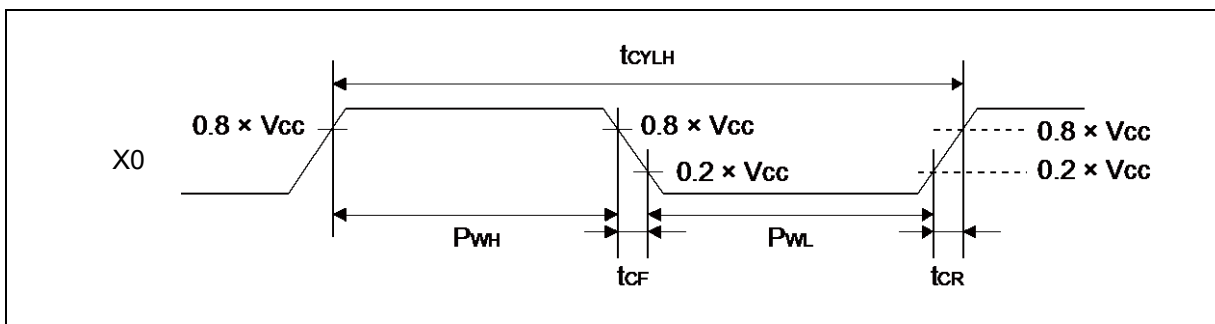 tCYLH
0.8 × Vcc
0.8 × Vcc
0.8 × Vcc
X0
0.2 × Vcc
0.2 × Vcc
PWH
PWL
tCF
tCR